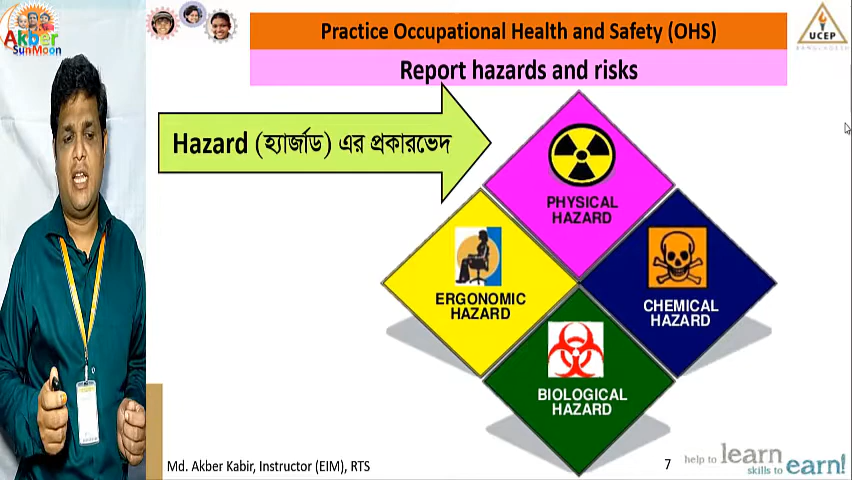 Akber
SunMoon
Practice Occupational Health and Safety (OHS)
UCEP
BANGLADESH
Report hazards and risks
Hazard (হ্যার্জাড) এর প্রকারভেদ
PHYSICAL
HAZARD
ERGONOMIC
HAZARD
CHEMICAL
HAZARD
BIOLOGICAL
HAZARD
Md. Akber Kabir, Instructor (EIM), RTS
7
help to learn
skills to earn!